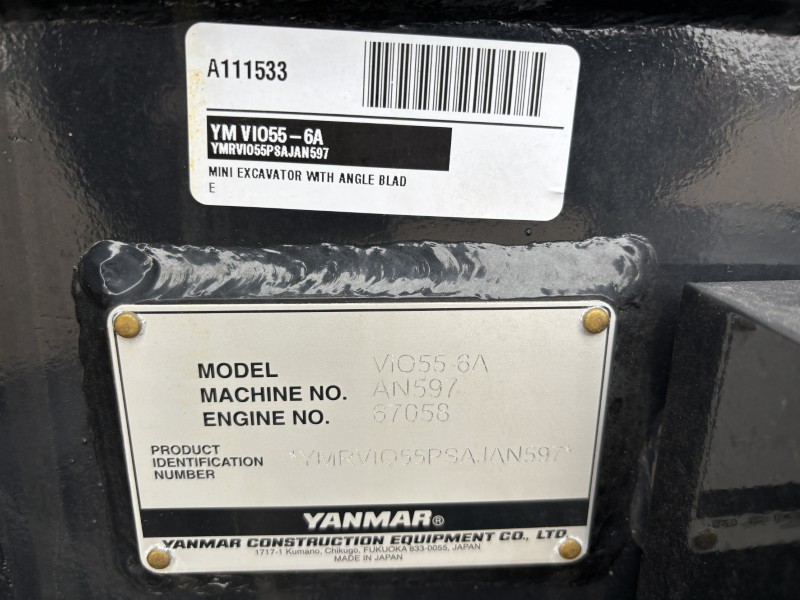 A111533
YM VIO55-6A
YMRVIO55PSAJAN597
MINI EXCAVATOR WITH ANGLE BLAD
E
MODEL ViO55-6A
MACHINE NO. AN597
ENGINE NO. 67058
PRODUCT
IDENTIFICATION *YMRVIO55PSAJAN597*
NUMBER
YANMAR®
YANMAR CONSTRUCTION EQUIPMENT CO., LTD.
1717-1 Kumano, Chikugo, FUKUOKA 833-0055, JAPAN
MADE IN JAPAN